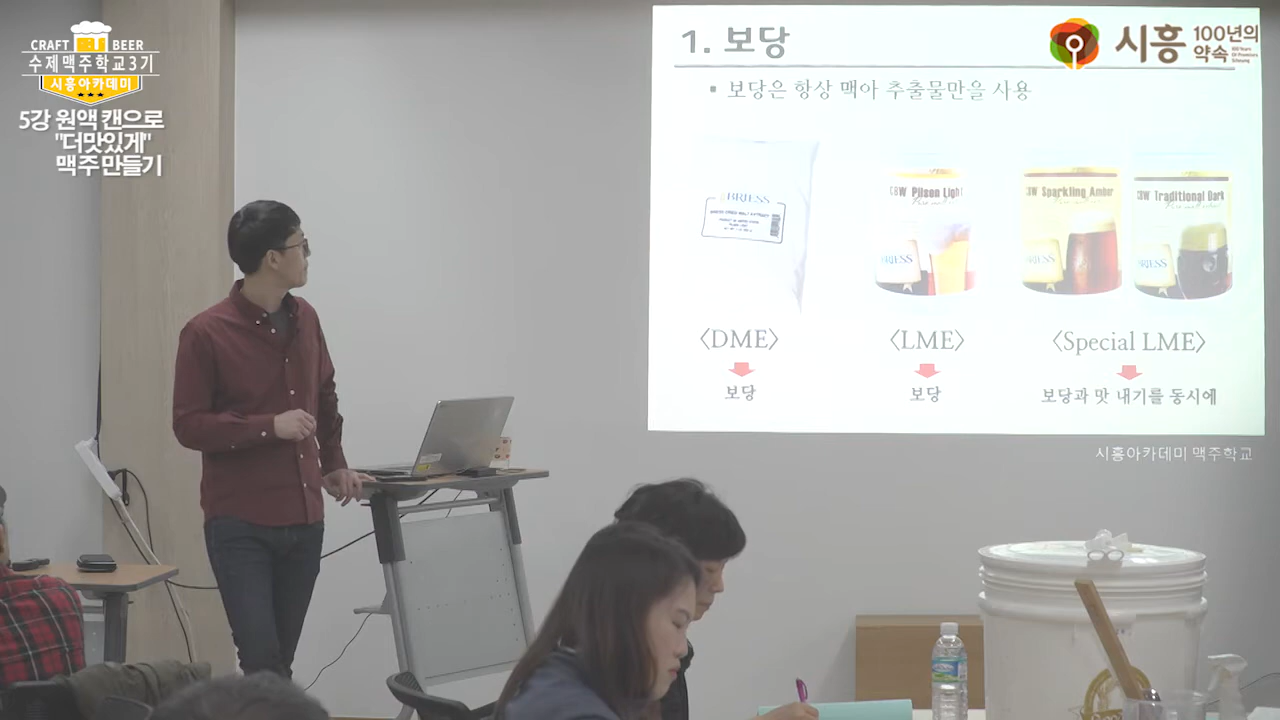 CRAFT BEER
수제맥주학교3기
시흥아카데미
5강 원액 캔으로
"더맛있게"
맥주 만들기
1. 보당
시흥 100년의 약속
▪ 보당은 항상 맥아 추출물만을 사용
BRIESS
CBW Pilsen Light
CBW Sparkling Amber
CBW Traditional Dark
BRIESS
BRIESS
BRIESS
<DME>
<LME>
<Special LME>
보당
보당
보당과 맛 내기를 동시에
시흥아카데미 맥주학교